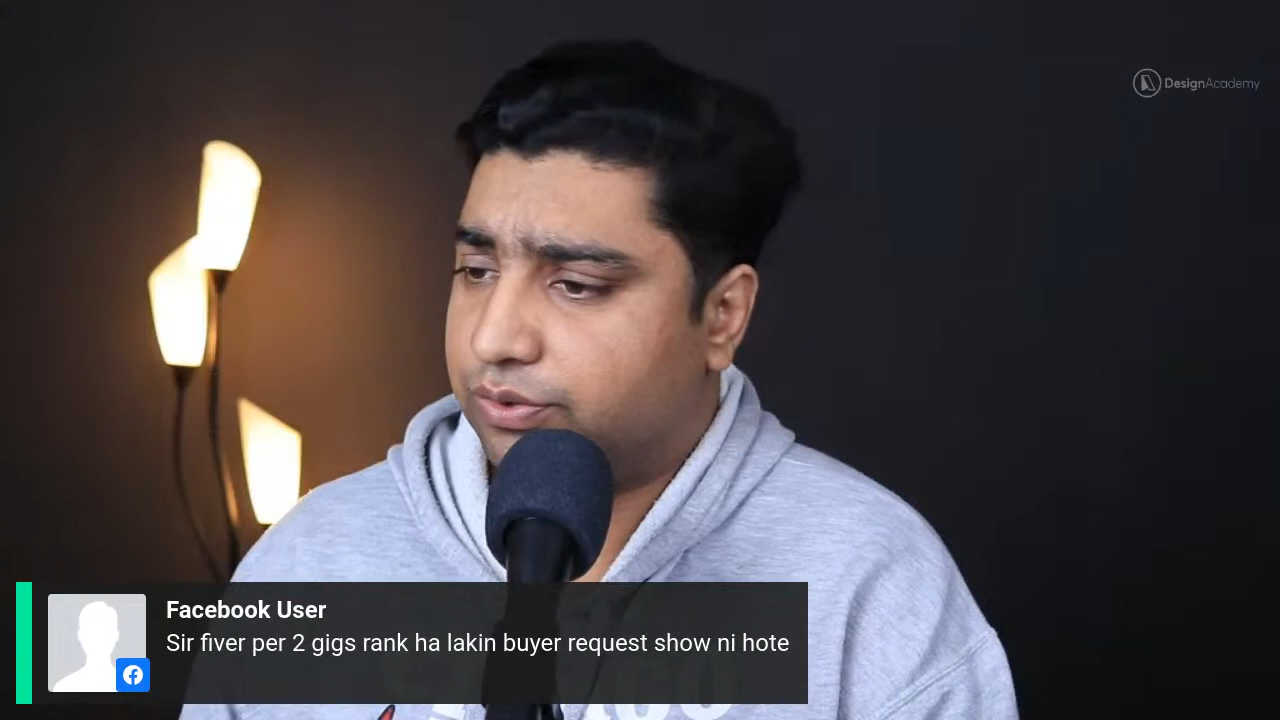 DesignAcademy
Facebook User
Sir fiver per 2 gigs rank ha lakin buyer request show ni hote